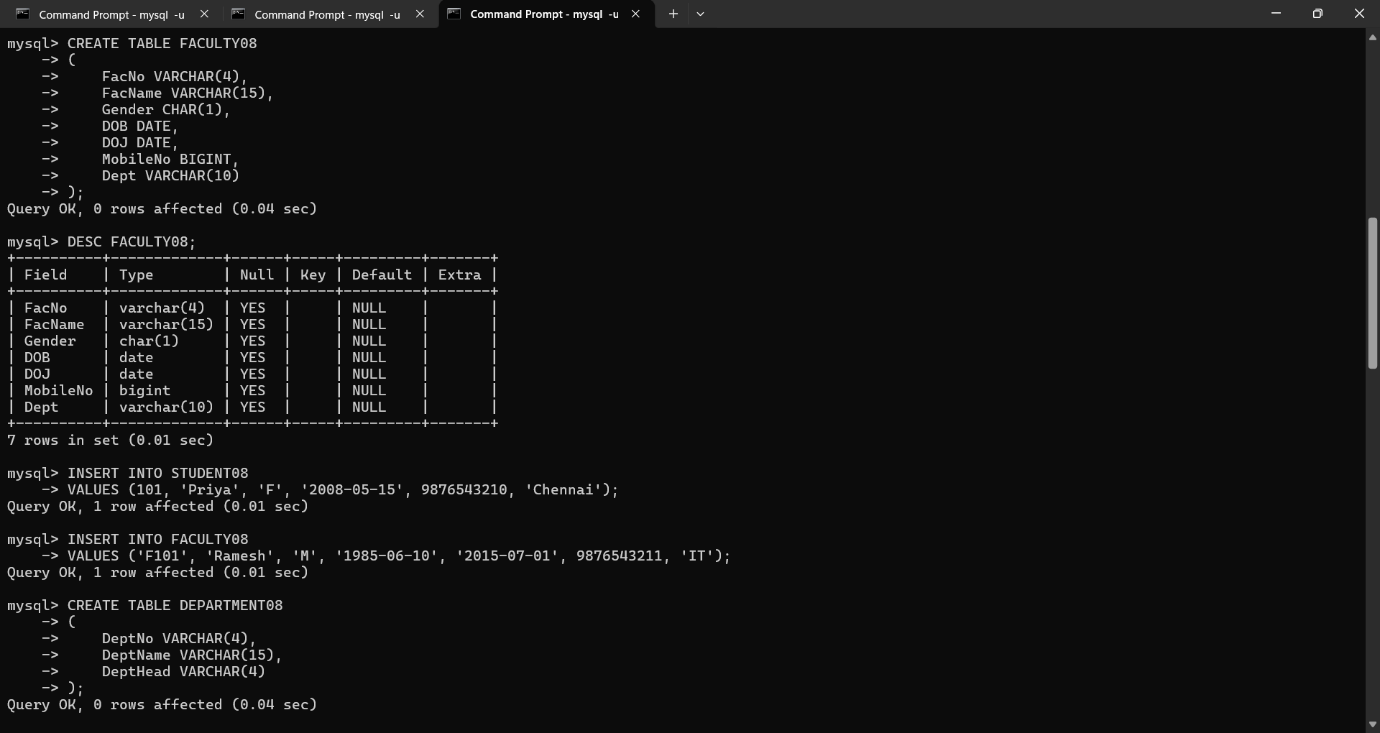 Command Prompt - mysql -u
Command Prompt - mysql -u
Command Prompt - mysql -u
mysql> CREATE TABLE FACULTY08
    -> (
    ->     FacNo VARCHAR(4),
    ->     FacName VARCHAR(15),
    ->     Gender CHAR(1),
    ->     DOB DATE,
    ->     DOJ DATE,
    ->     MobileNo BIGINT,
    ->     Dept VARCHAR(10)
    -> );
Query OK, 0 rows affected (0.04 sec)
mysql> DESC FACULTY08;
+----------+-------------+------+-----+---------+-------+
| Field    | Type        | Null | Key | Default | Extra |
+----------+-------------+------+-----+---------+-------+
| FacNo    | varchar(4)  | YES  |     | NULL    |       |
| FacName  | varchar(15) | YES  |     | NULL    |       |
| Gender   | char(1)     | YES  |     | NULL    |       |
| DOB      | date        | YES  |     | NULL    |       |
| DOJ      | date        | YES  |     | NULL    |       |
| MobileNo | bigint      | YES  |     | NULL    |       |
| Dept     | varchar(10) | YES  |     | NULL    |       |
+----------+-------------+------+-----+---------+-------+
7 rows in set (0.01 sec)
mysql> INSERT INTO STUDENT08
    -> VALUES (101, 'Priya', 'F', '2008-05-15', 9876543210, 'Chennai');
Query OK, 1 row affected (0.01 sec)
mysql> INSERT INTO FACULTY08
    -> VALUES ('F101', 'Ramesh', 'M', '1985-06-10', '2015-07-01', 9876543211, 'IT');
Query OK, 1 row affected (0.01 sec)
mysql> CREATE TABLE DEPARTMENT08
    -> (
    ->     DeptNo VARCHAR(4),
    ->     DeptName VARCHAR(15),
    ->     DeptHead VARCHAR(4)
    -> );
Query OK, 0 rows affected (0.04 sec)